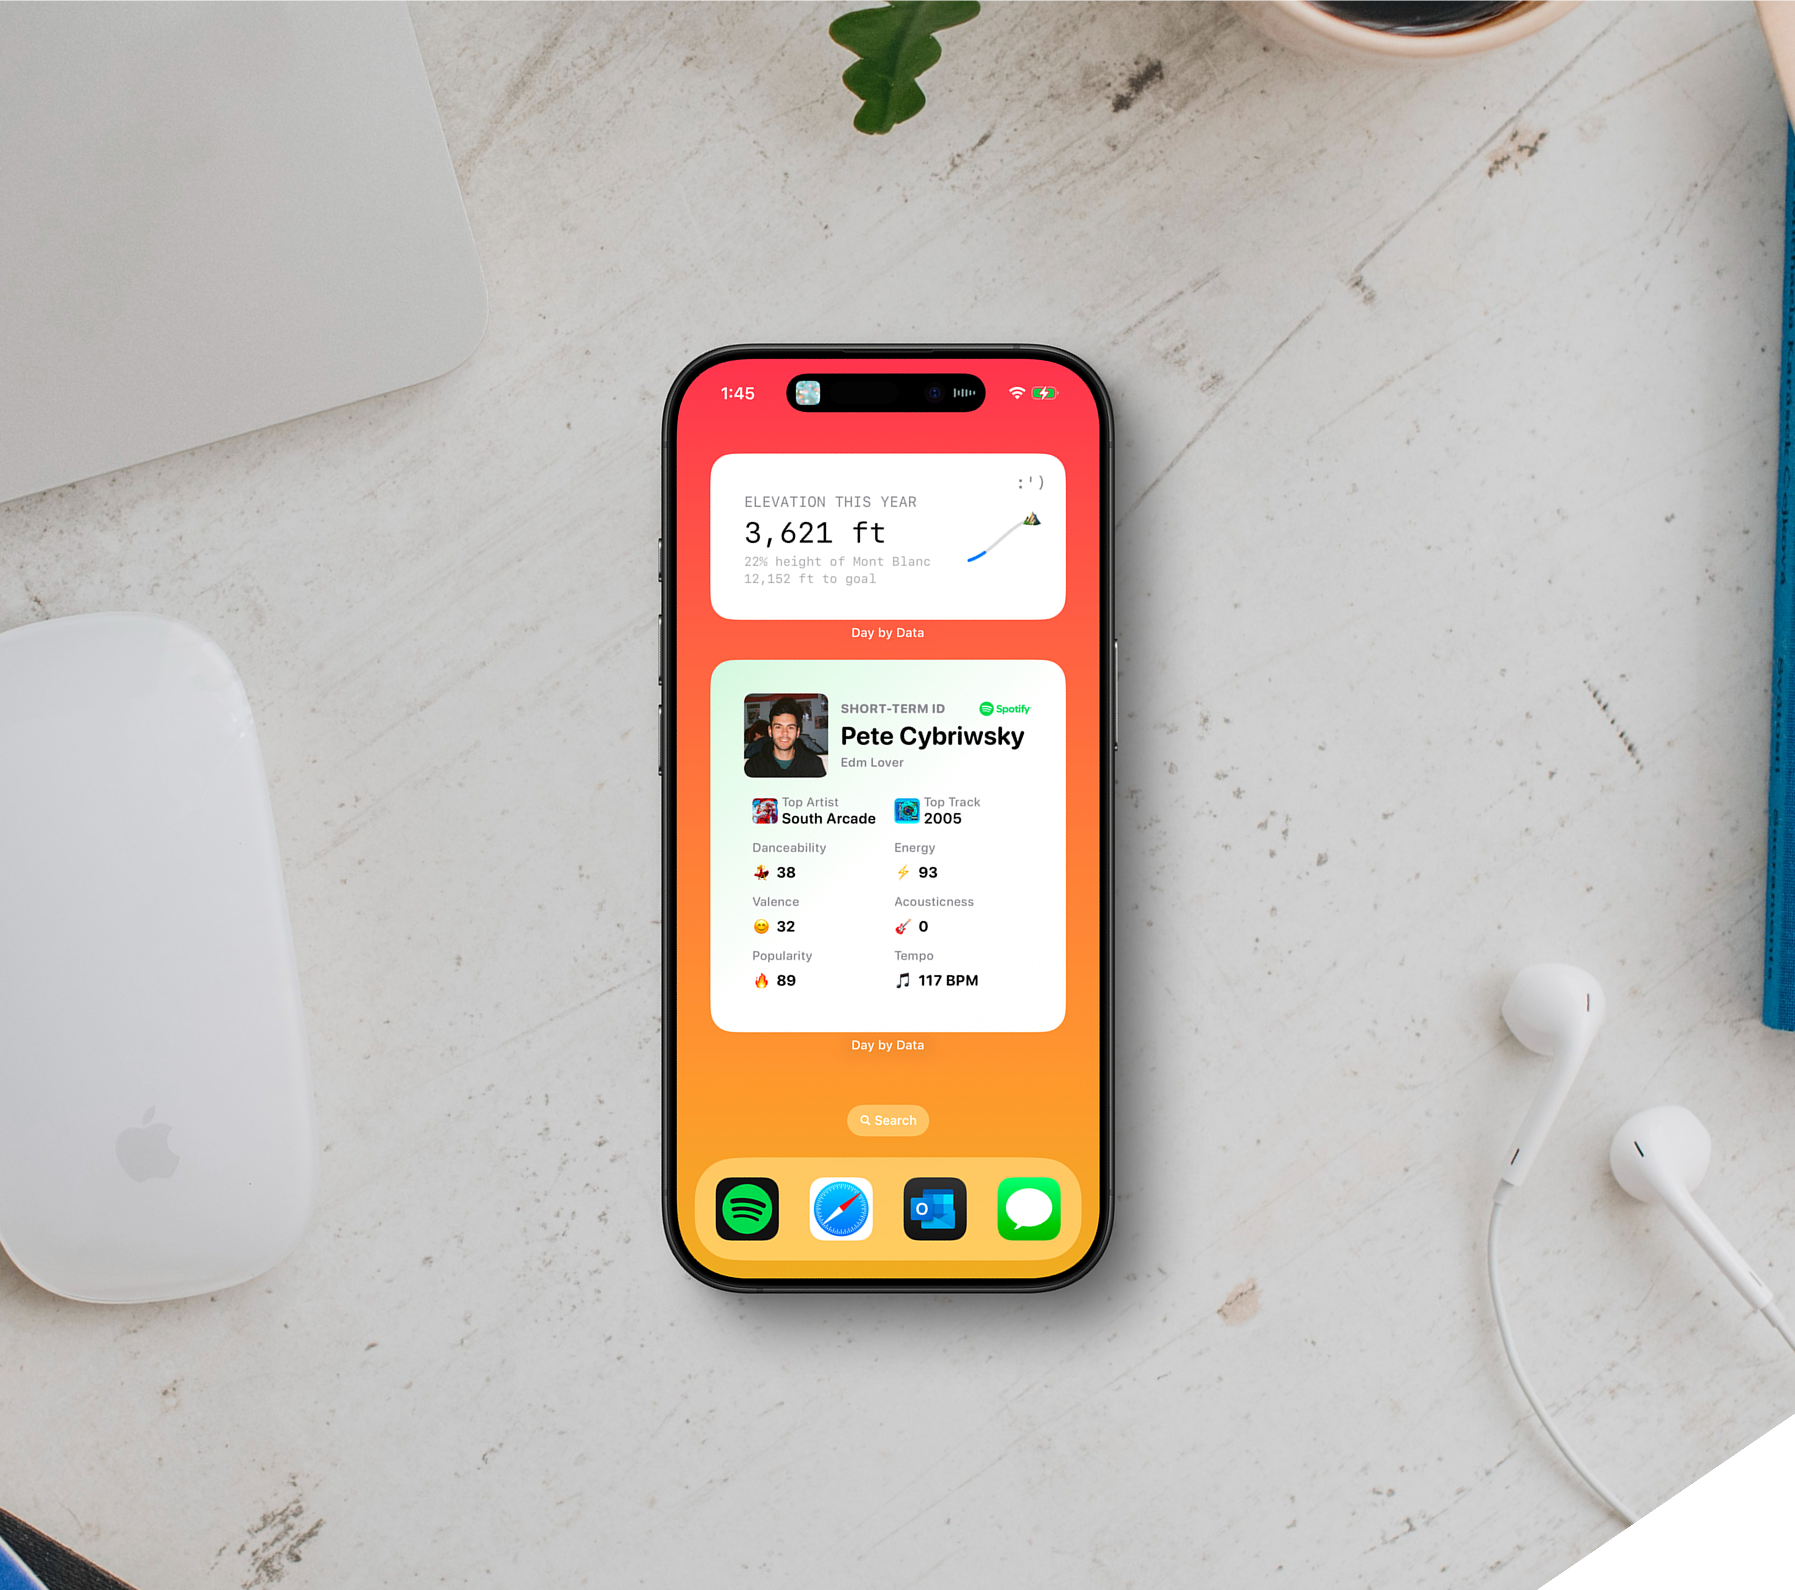 1:45
:')
ELEVATION THIS YEAR
3,621 ft
22% height of Mont Blanc
12,152 ft to goal
Day by Data
SHORT-TERM ID
Spotify
Pete Cybriwsky
Edm Lover
Top Artist
South Arcade
Top Track
2005
Danceability
38
Energy
93
Valence
32
Acousticness
0
Popularity
89
Tempo
117 BPM
Day by Data
Search
O